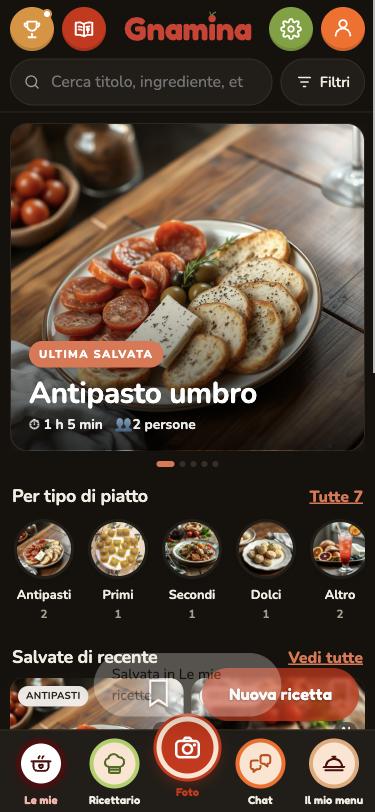 Gnamina
Cerca titolo, ingrediente, et
Filtri
ULTIMA SALVATA
Antipasto umbro
1 h 5 min 2 persone
Per tipo di piatto
Tutte 7
Antipasti
Primi
Secondi
Dolci
Altro
2
1
1
1
2
Salvate di recente
Vedi tutte
Salvata in Le mie
ricette
ANTIPASTI
Nuova ricetta
Le mie
Ricettario
Foto
Chat
Il mio menu